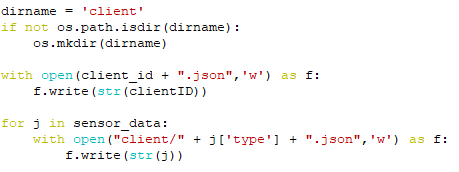 dirname = 'client'
if not os.path.isdir(dirname):
    os.mkdir(dirname)

with open(client_id + ".json",'w') as f:
    f.write(str(clientID))

for j in sensor_data:
    with open("client/" + j['type'] + ".json",'w') as f:
        f.write(str(j))